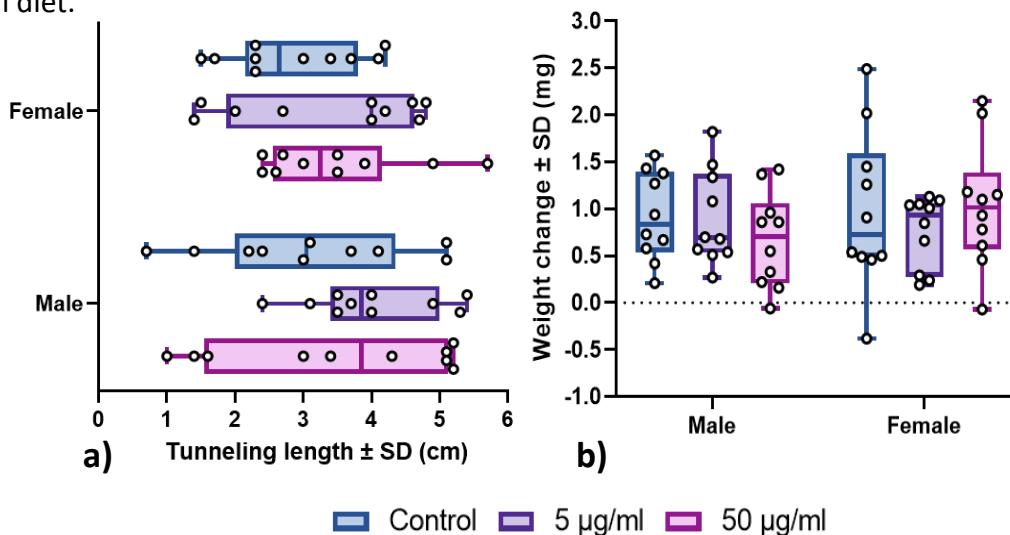 diet.
Female
Male
0 1 2 3 4 5 6
Tunneling length ± SD (cm)
a)
Weight change ± SD (mg)
3.0
2.5
2.0
1.5
1.0
0.5
0.0
-0.5
-1.0
Male Female
b)
Control 5 µg/ml 50 µg/ml